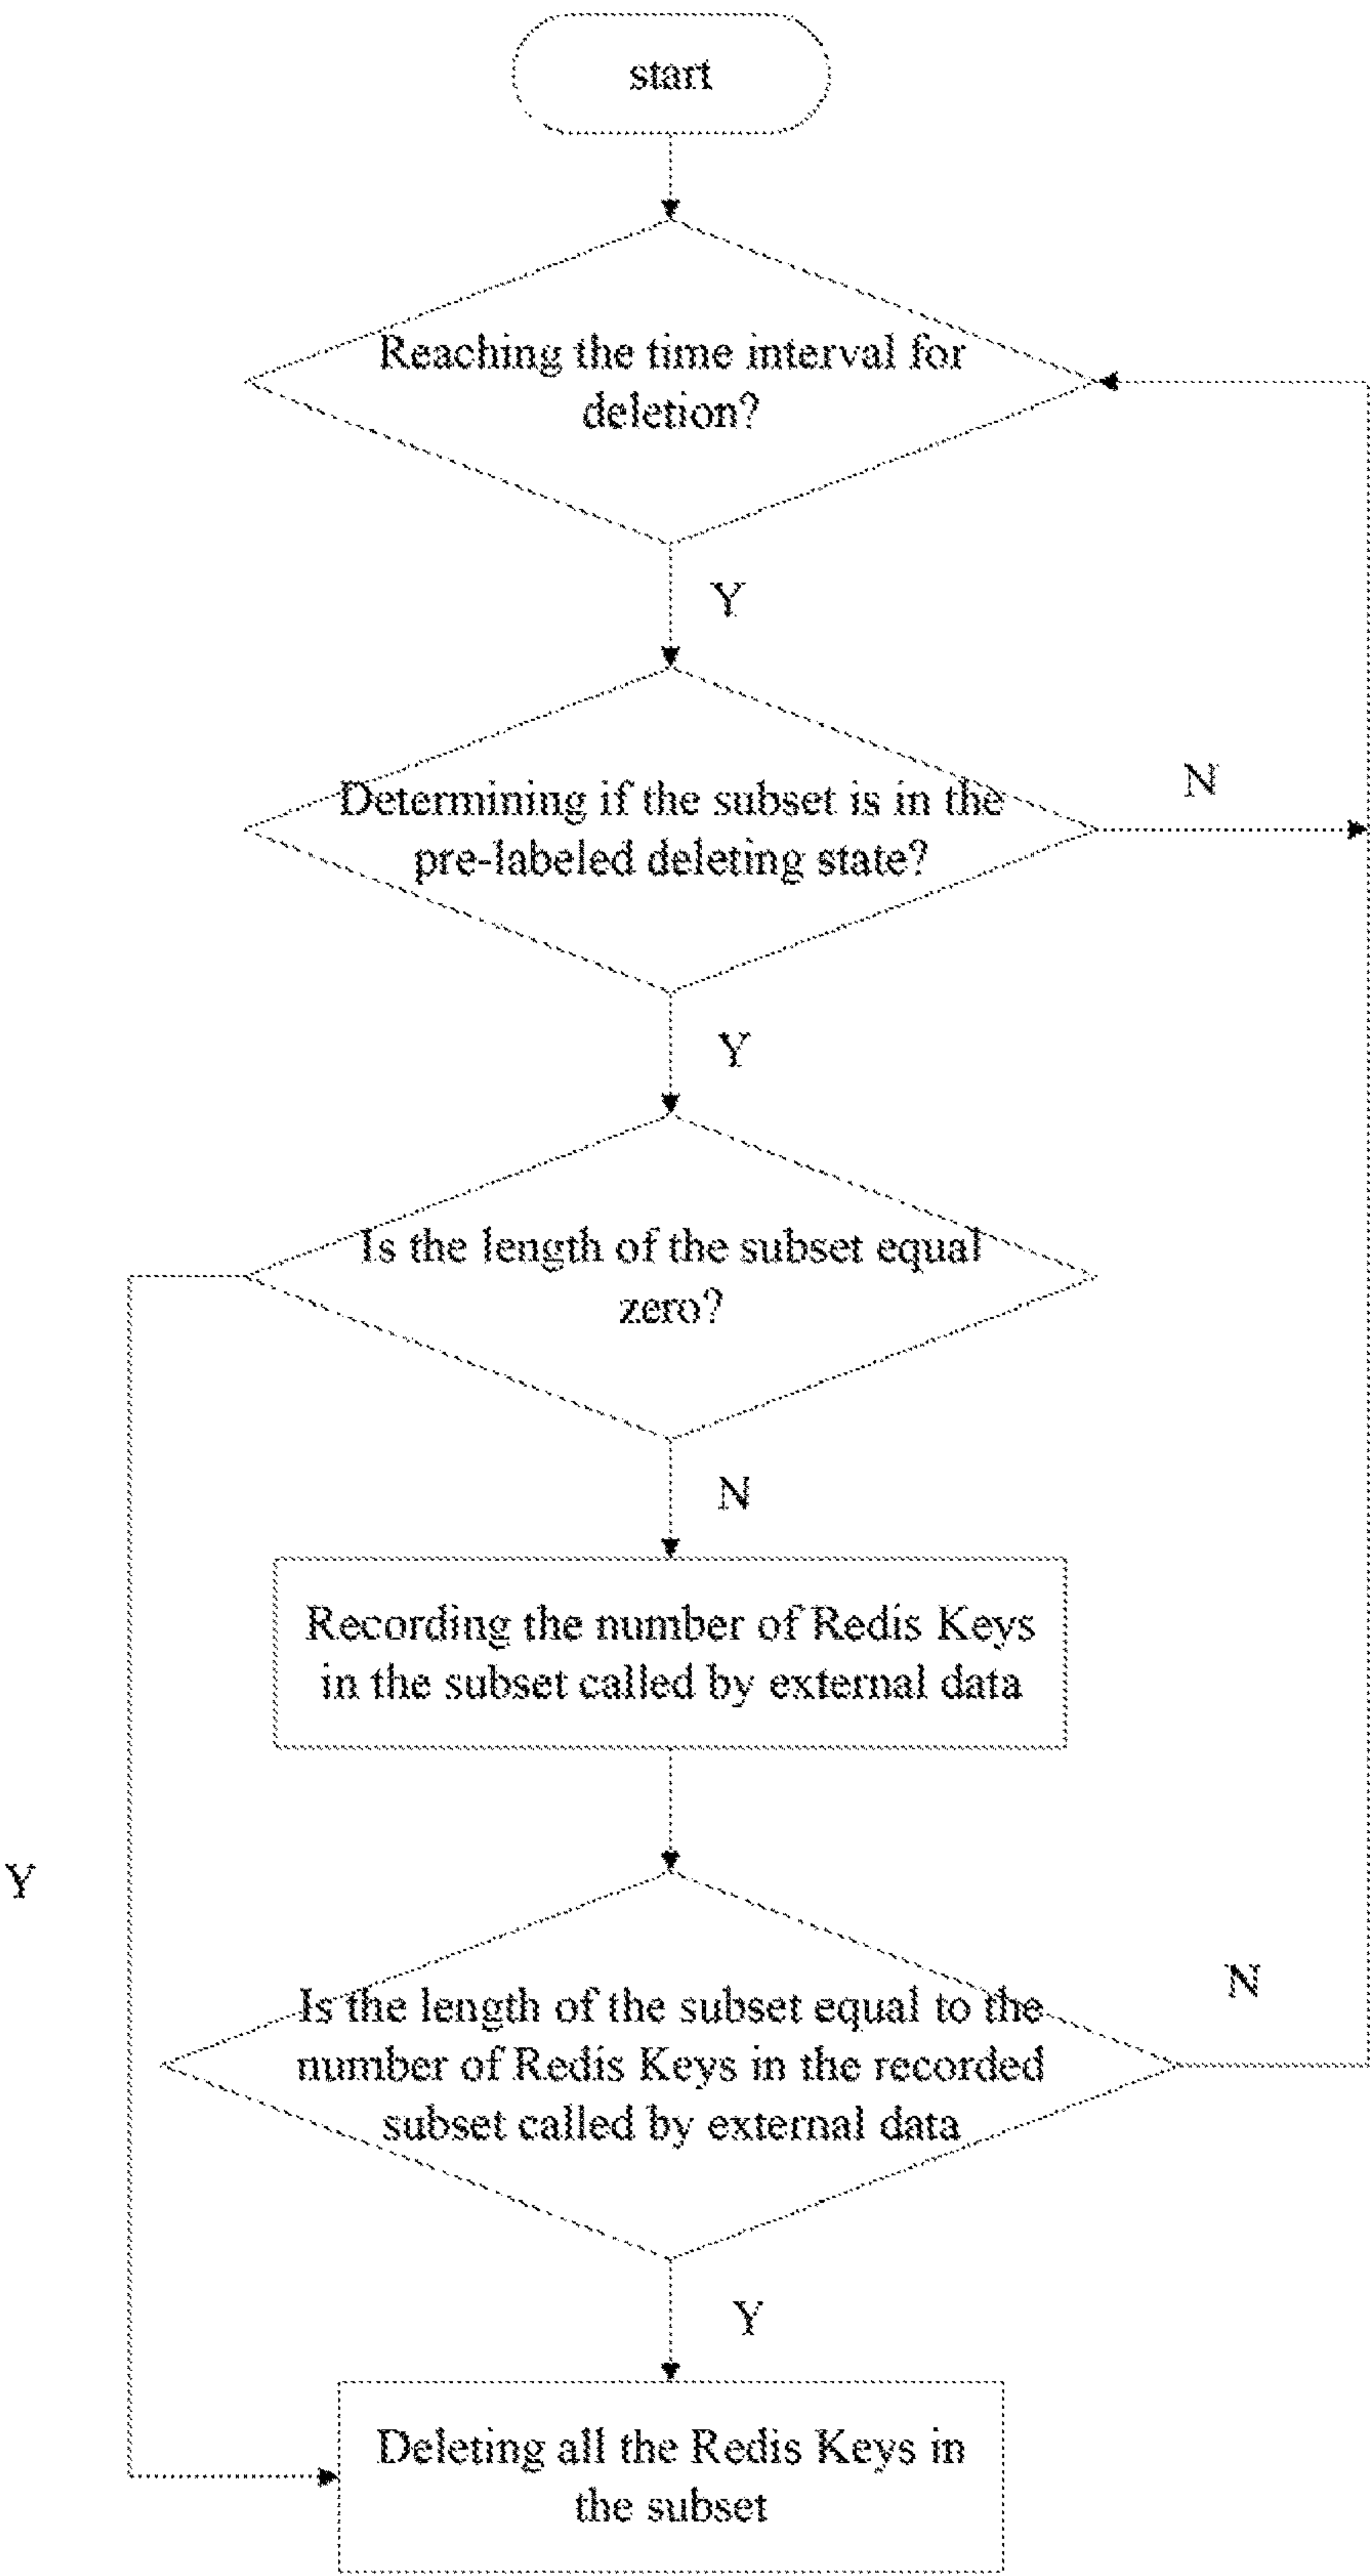 start
Reaching the time interval for
deletion?
Y
Determining if the subset is in the
pre-labeled deleting state?
N
Y
Is the length of the subset equal
zero?
N
Recording the number of Redis Keys
in the subset called by external data
Y
Is the length of the subset equal to the
number of Redis Keys in the recorded
subset called by external data
N
Y
Deleting all the Redis Keys in
the subset